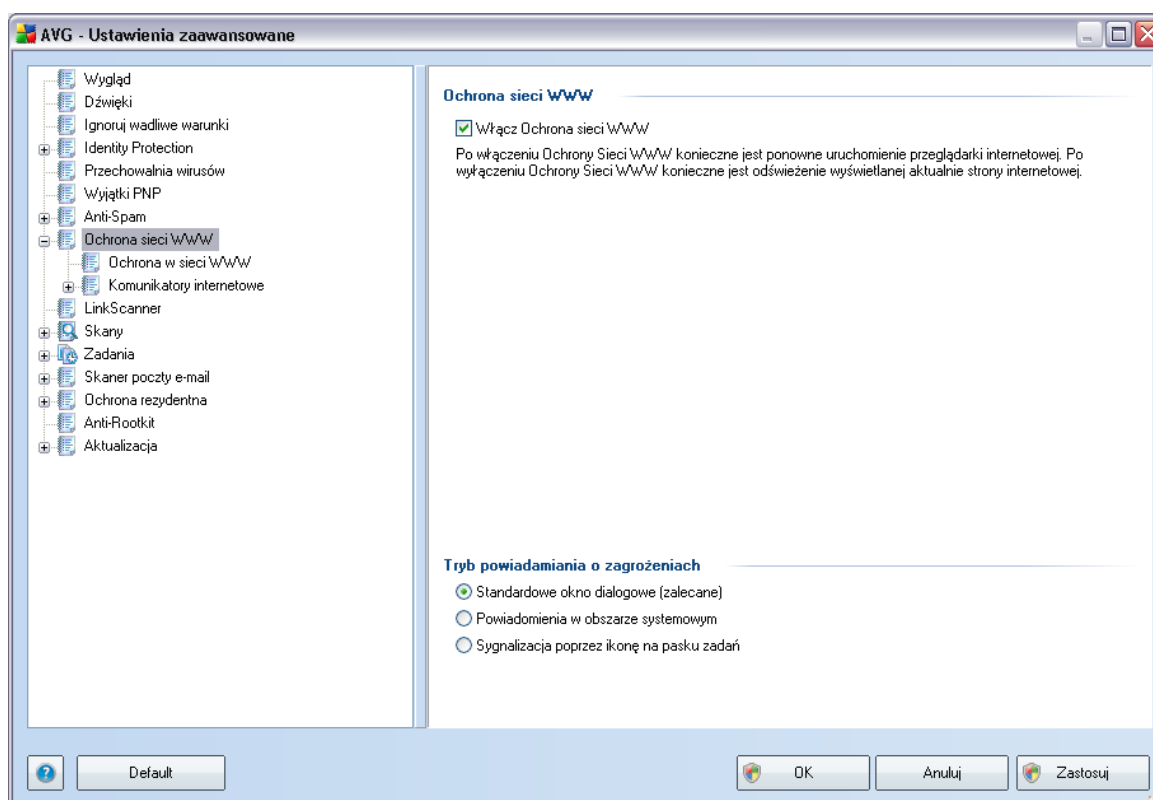 AVG - Ustawienia zaawansowane
Wygląd
Dźwięki
Ignoruj wadliwe warunki
Identity Protection
Przechowalnia wirusów
Wyjątki PNP
Anti-Spam
Ochrona sieci WWW
Ochrona w sieci WWW
Komunikatory internetowe
LinkScanner
Skany
Zadania
Skaner poczty e-mail
Ochrona rezydentna
Anti-Rootkit
Aktualizacja
Ochrona sieci WWW
Włącz Ochrona sieci WWW
Po włączeniu Ochrony Sieci WWW konieczne jest ponowne uruchomienie przeglądarki internetowej. Po
wyłączeniu Ochrony Sieci WWW konieczne jest odświeżenie wyświetlanej aktualnie strony internetowej.
Tryb powiadamiania o zagrożeniach
Standardowe okno dialogowe (zalecane)
Powiadomienia w obszarze systemowym
Sygnalizacja poprzez ikonę na pasku zadań
Default
OK
Anuluj
Zastosuj